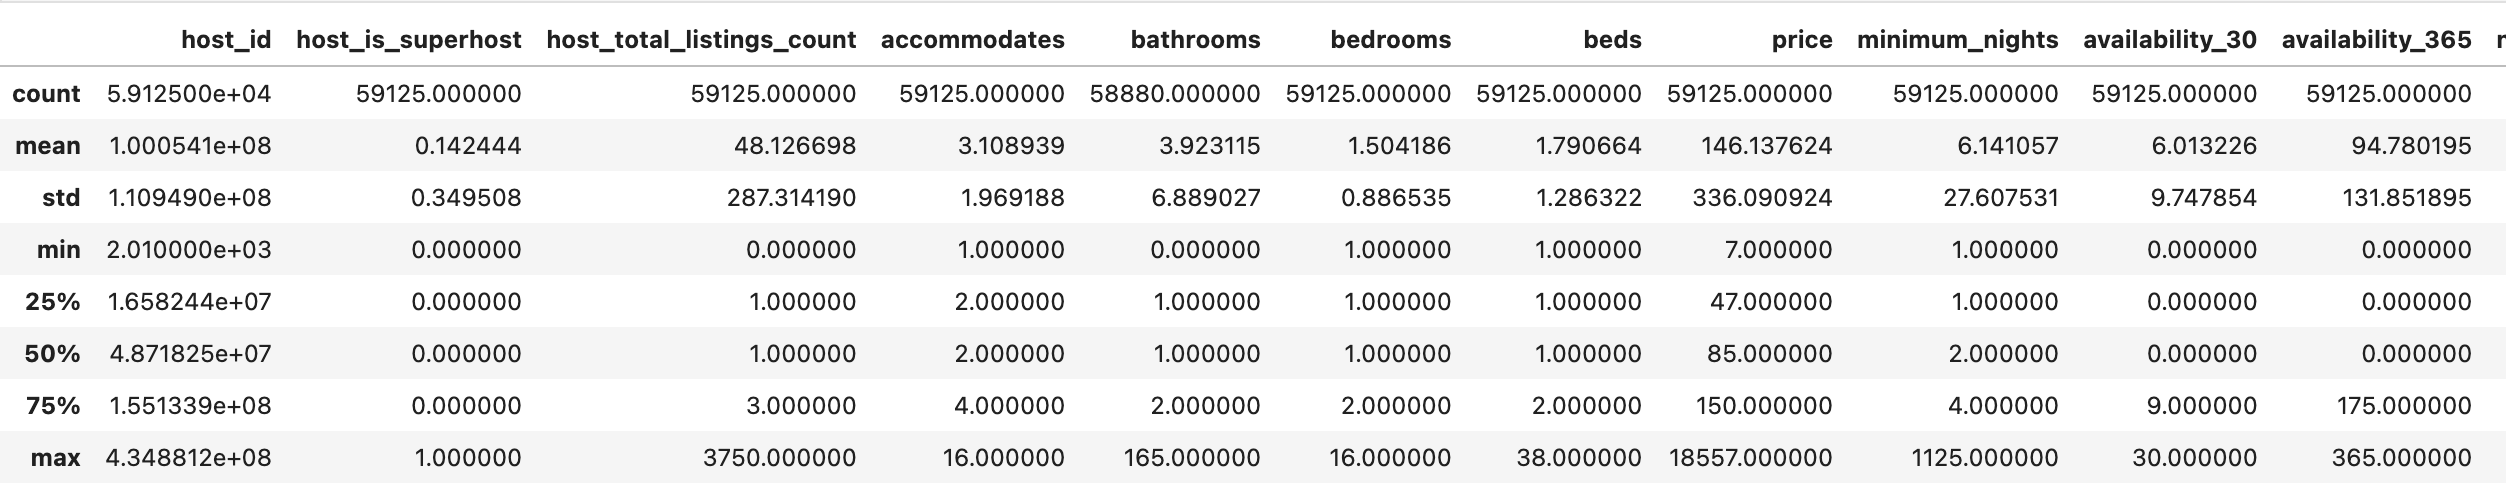 host_id host_is_superhost host_total_listings_count accommodates bathrooms bedrooms beds price minimum_nights availability_30 availability_365
count 5.912500e+04 59125.000000 59125.000000 59125.000000 58880.000000 59125.000000 59125.000000 59125.000000 59125.000000 59125.000000 59125.000000
mean 1.000541e+08 0.142444 48.126698 3.108939 3.923115 1.504186 1.790664 146.137624 6.141057 6.013226 94.780195
std 1.109490e+08 0.349508 287.314190 1.969188 6.889027 0.886535 1.286322 336.090924 27.607531 9.747854 131.851895
min 2.010000e+03 0.000000 0.000000 1.000000 0.000000 1.000000 1.000000 7.000000 1.000000 0.000000 0.000000
25% 1.658244e+07 0.000000 1.000000 2.000000 1.000000 1.000000 1.000000 47.000000 1.000000 0.000000 0.000000
50% 4.871825e+07 0.000000 1.000000 2.000000 1.000000 1.000000 1.000000 85.000000 2.000000 0.000000 0.000000
75% 1.551339e+08 0.000000 3.000000 4.000000 2.000000 2.000000 2.000000 150.000000 4.000000 9.000000 175.000000
max 4.348812e+08 1.000000 3750.000000 16.000000 165.000000 16.000000 38.000000 18557.000000 1125.000000 30.000000 365.000000